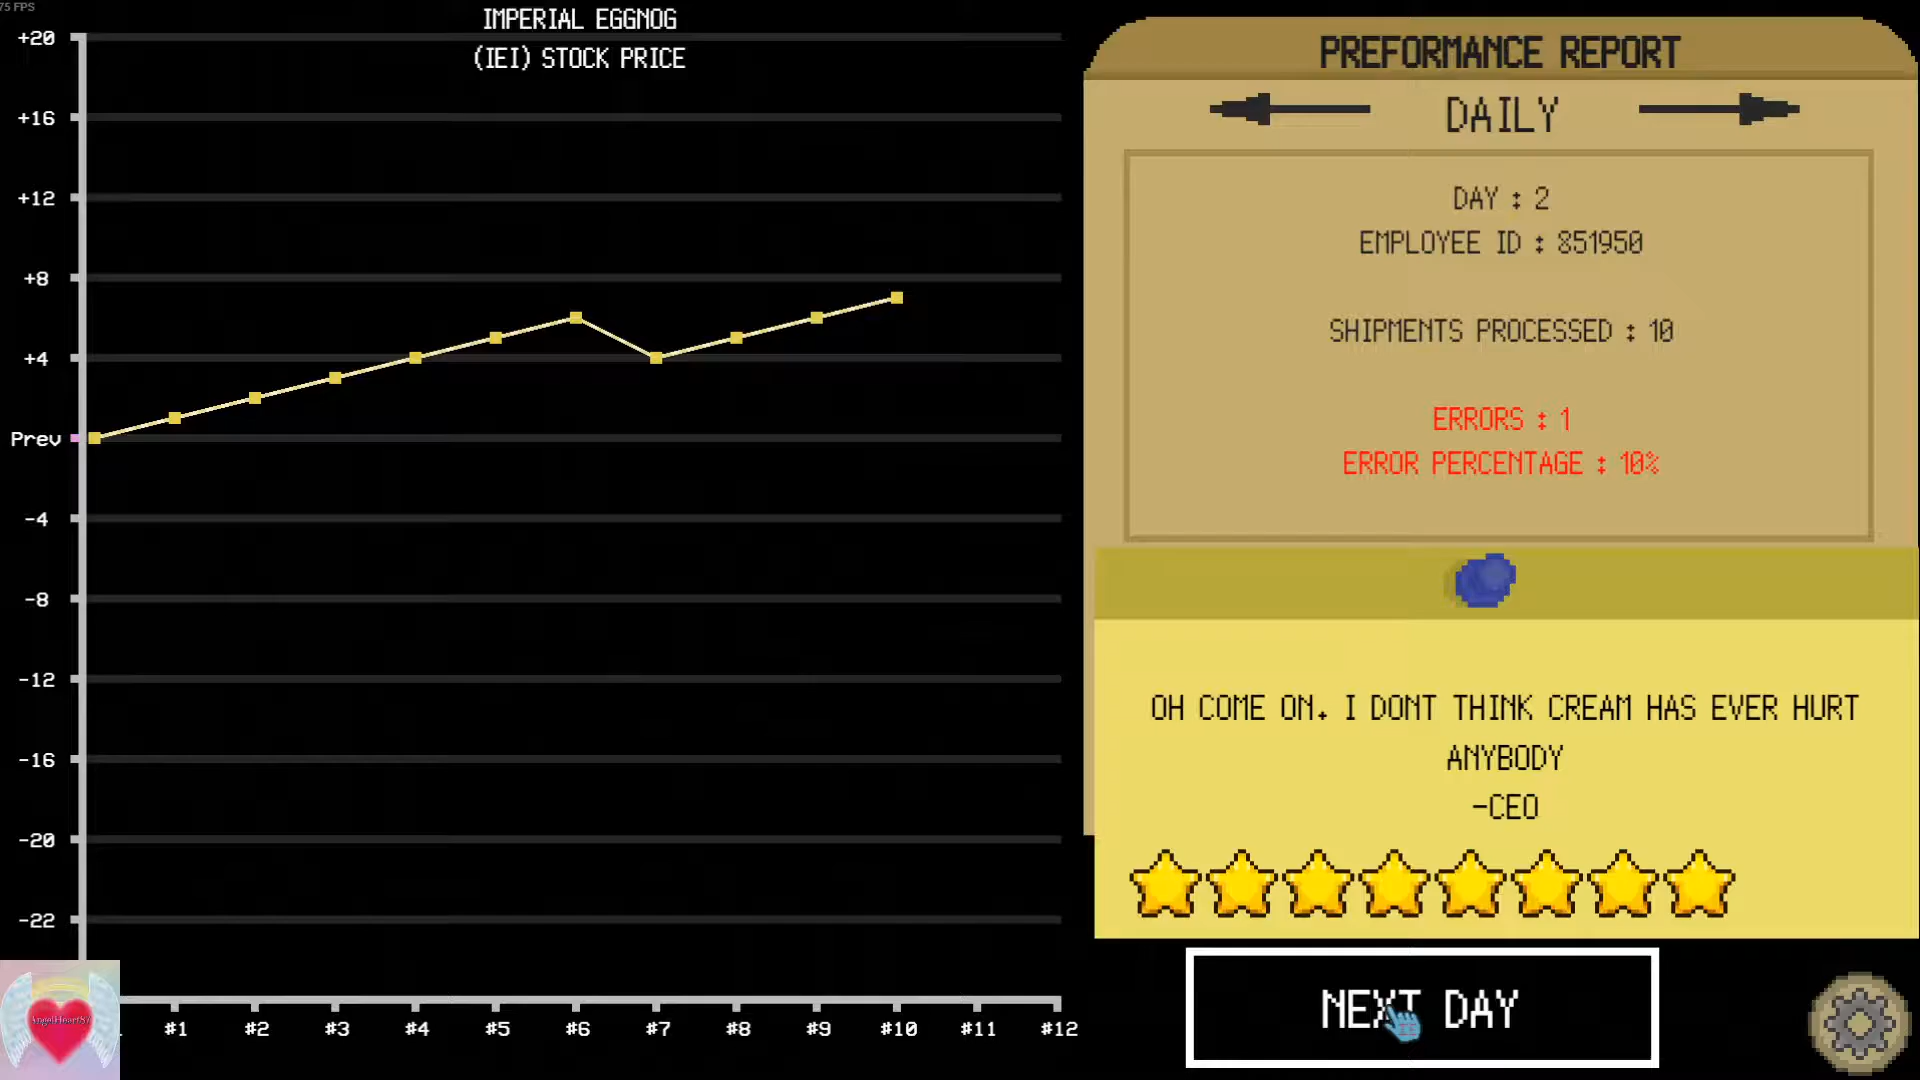 75 FPS
IMPERIAL EGGNOG
(IEI) STOCK PRICE
+20
+16
+12
+8
+4
Prev
-4
-8
-12
-16
-20
-22
#1 #2 #3 #4 #5 #6 #7 #8 #9 #10 #11 #12
AngelHeart87
PREFORMANCE REPORT
DAILY
DAY : 2
EMPLOYEE ID : 851950
SHIPMENTS PROCESSED : 10
ERRORS : 1
ERROR PERCENTAGE : 10%
OH COME ON. I DONT THINK CREAM HAS EVER HURT
ANYBODY
-CEO
NEXT DAY